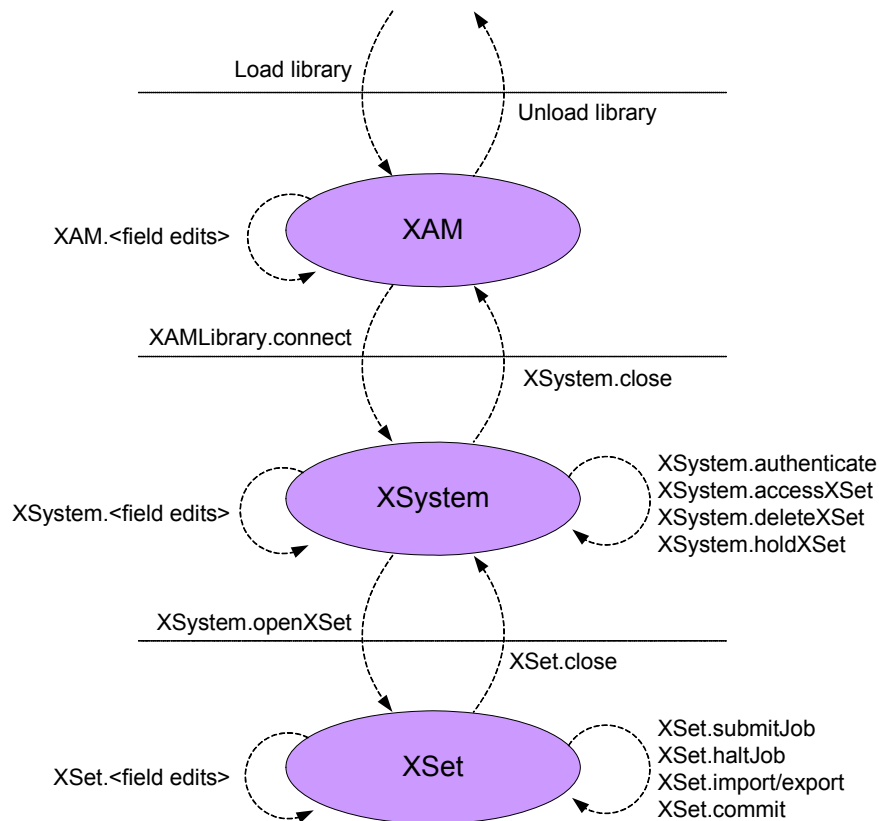 Load library
Unload library
XAM
XAM.<field edits>
XAMLibrary.connect
XSystem.close
XSystem
XSystem.<field edits>
XSystem.authenticate
XSystem.accessXSet
XSystem.deleteXSet
XSystem.holdXSet
XSystem.openXSet
XSet.close
XSet
XSet.<field edits>
XSet.submitJob
XSet.haltJob
XSet.import/export
XSet.commit